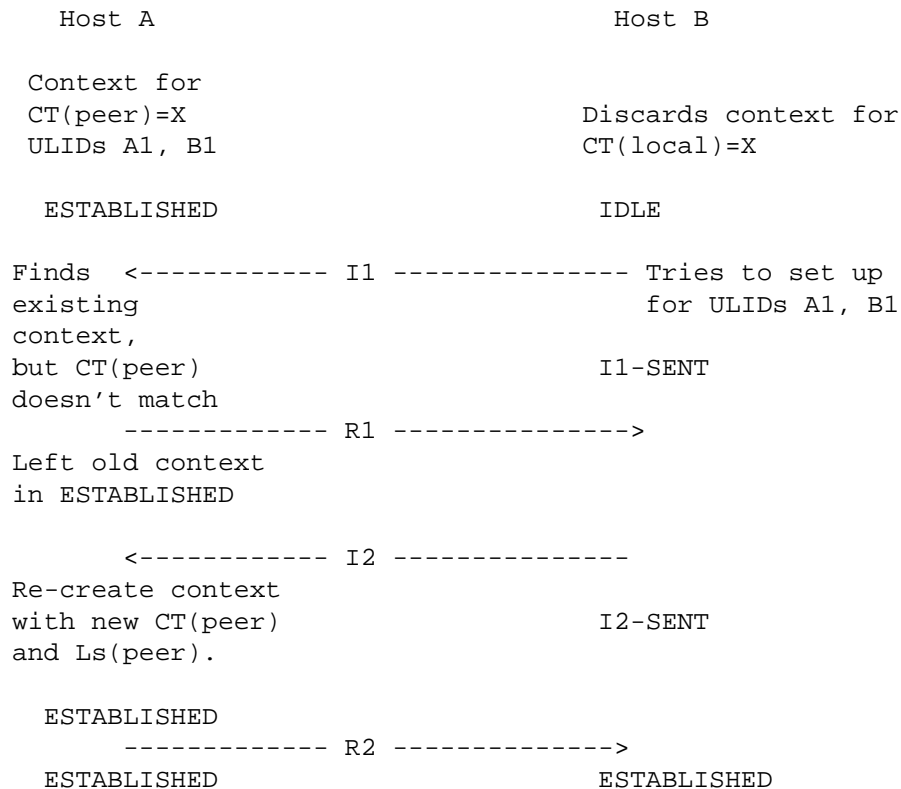 Host A                            Host B

 Context for
 CT(peer)=X                         Discards context for
 ULIDs A1, B1                       CT(local)=X

  ESTABLISHED                        IDLE

Finds  <------------ I1 --------------- Tries to set up
existing                                for ULIDs A1, B1
context,
but CT(peer)                         I1-SENT
doesn't match
       ------------- R1 --------------->
Left old context
in ESTABLISHED

       <------------ I2 ---------------
Re-create context
with new CT(peer)                    I2-SENT
and Ls(peer).

  ESTABLISHED
       ------------- R2 -------------->
  ESTABLISHED                        ESTABLISHED